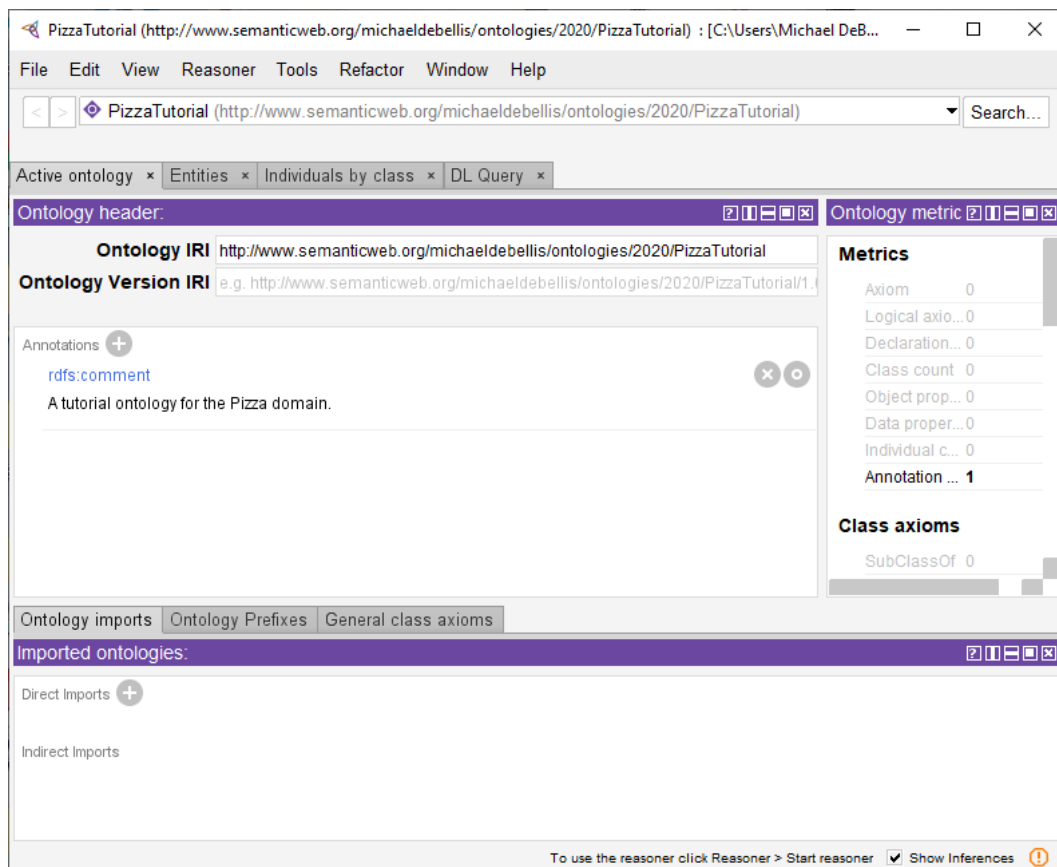 PizzaTutorial (http://www.semanticweb.org/michaeldebellis/ontologies/2020/PizzaTutorial) : [C:\Users\Michael DeB...
File Edit View Reasoner Tools Refactor Window Help
< > PizzaTutorial (http://www.semanticweb.org/michaeldebellis/ontologies/2020/PizzaTutorial) Search...
Active ontology × Entities × Individuals by class × DL Query ×
Ontology header: Ontology metric
Ontology IRI http://www.semanticweb.org/michaeldebellis/ontologies/2020/PizzaTutorial
Ontology Version IRI e.g. http://www.semanticweb.org/michaeldebellis/ontologies/2020/PizzaTutorial/1.
Annotations
rdfs:comment
A tutorial ontology for the Pizza domain.
Metrics
Axiom 0
Logical axio... 0
Declaration... 0
Class count 0
Object prop... 0
Data proper... 0
Individual c... 0
Annotation ... 1
Class axioms
SubClassOf 0
Ontology imports Ontology Prefixes General class axioms
Imported ontologies:
Direct Imports
Indirect Imports
To use the reasoner click Reasoner > Start reasoner Show Inferences